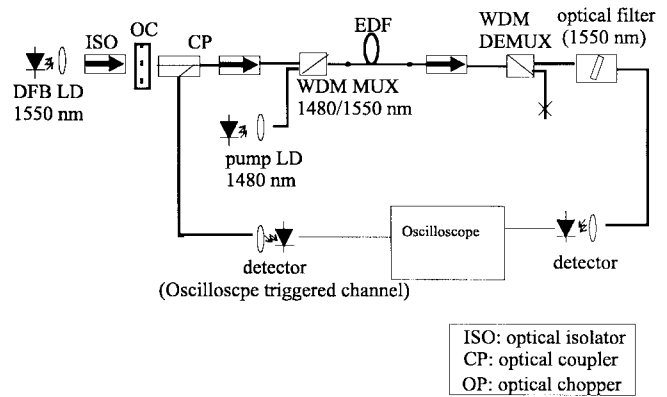 ISO
OC
CP
EDF
WDM
DEMUX
optical filter
(1550 nm)
DFB LD
1550 nm
WDM MUX
1480/1550 nm
pump LD
1480 nm
Oscilloscope
detector
(Oscilloscpe triggered channel)
detector
ISO: optical isolator
CP: optical coupler
OP: optical chopper